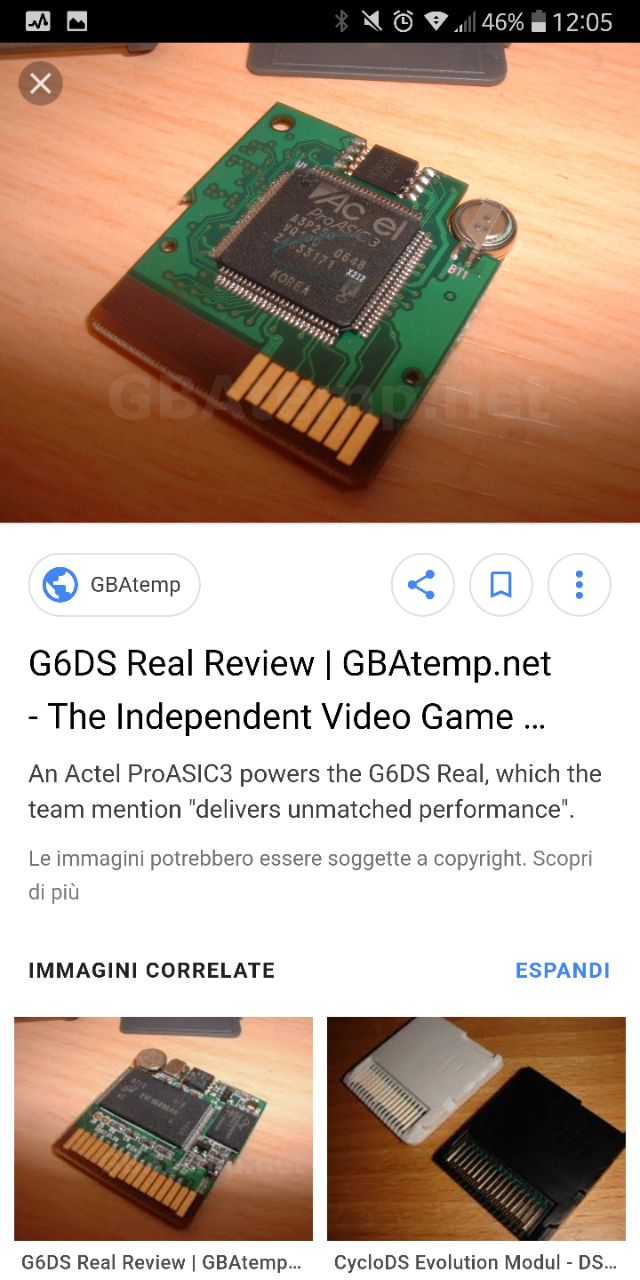 46% 12:05
U1
Actel
ProASIC3
0648
X212
KOREA
BT1
GBAtemp.net
GBAtemp
G6DS Real Review | GBAtemp.net
- The Independent Video Game ...
An Actel ProASIC3 powers the G6DS Real, which the
team mention "delivers unmatched performance".
Le immagini potrebbero essere soggette a copyright. Scopri
di più
IMMAGINI CORRELATE
ESPANDI
G6DS Real Review | GBAtemp...
CycloDS Evolution Modul - DS...